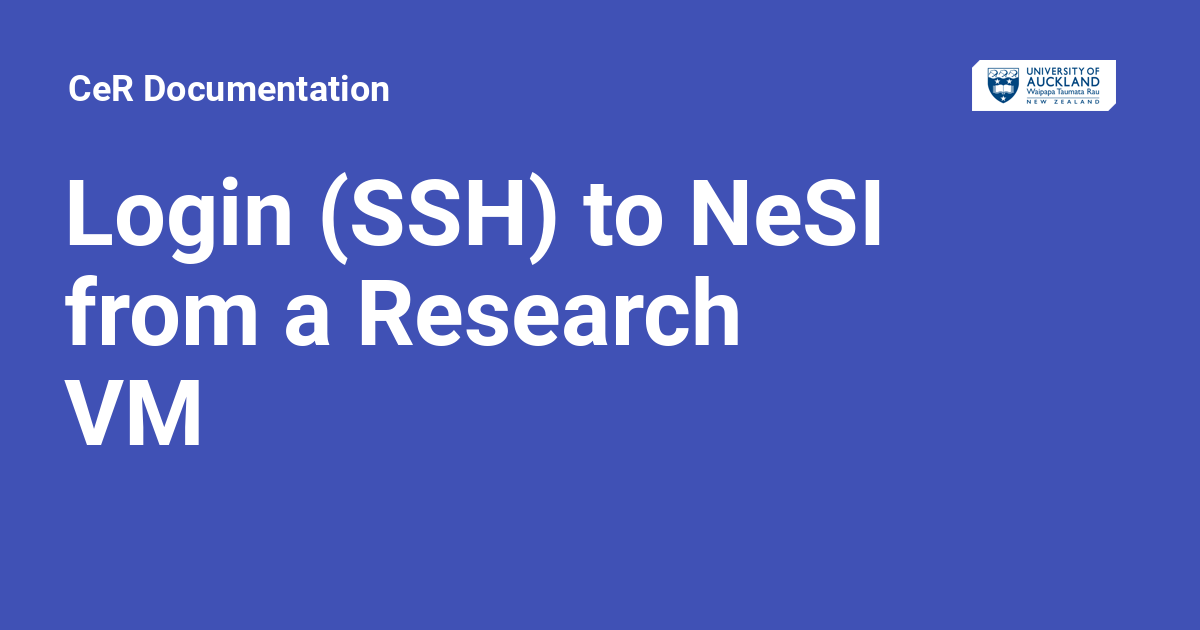 CeR Documentation
UNIVERSITY OF
AUCKLAND
Waipapa Taumata Rau
NEW ZEALAND
Login (SSH) to NeSI
from a Research
VM